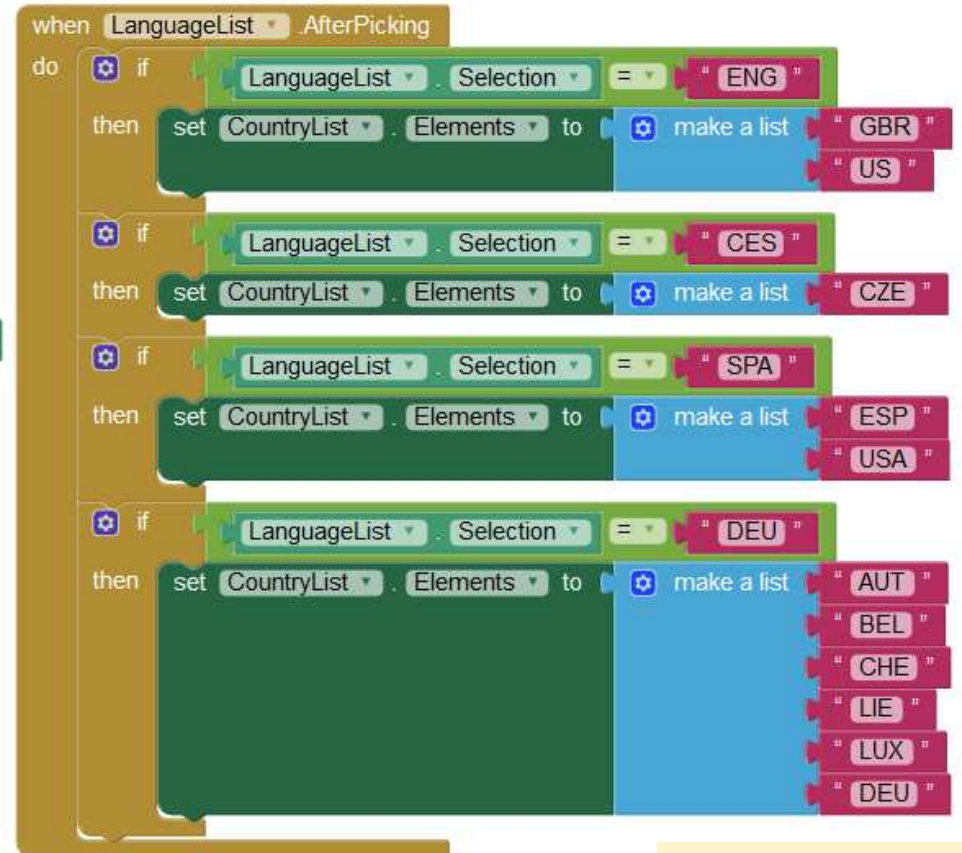 when LanguageList .AfterPicking
do if LanguageList . Selection = " ENG "
then set CountryList . Elements to make a list " GBR "
" US "
if LanguageList . Selection = " CES "
then set CountryList . Elements to make a list " CZE "
if LanguageList . Selection = " SPA "
then set CountryList . Elements to make a list " ESP "
" USA "
if LanguageList . Selection = " DEU "
then set CountryList . Elements to make a list " AUT "
" BEL "
" CHE "
" LIE "
" LUX "
" DEU "